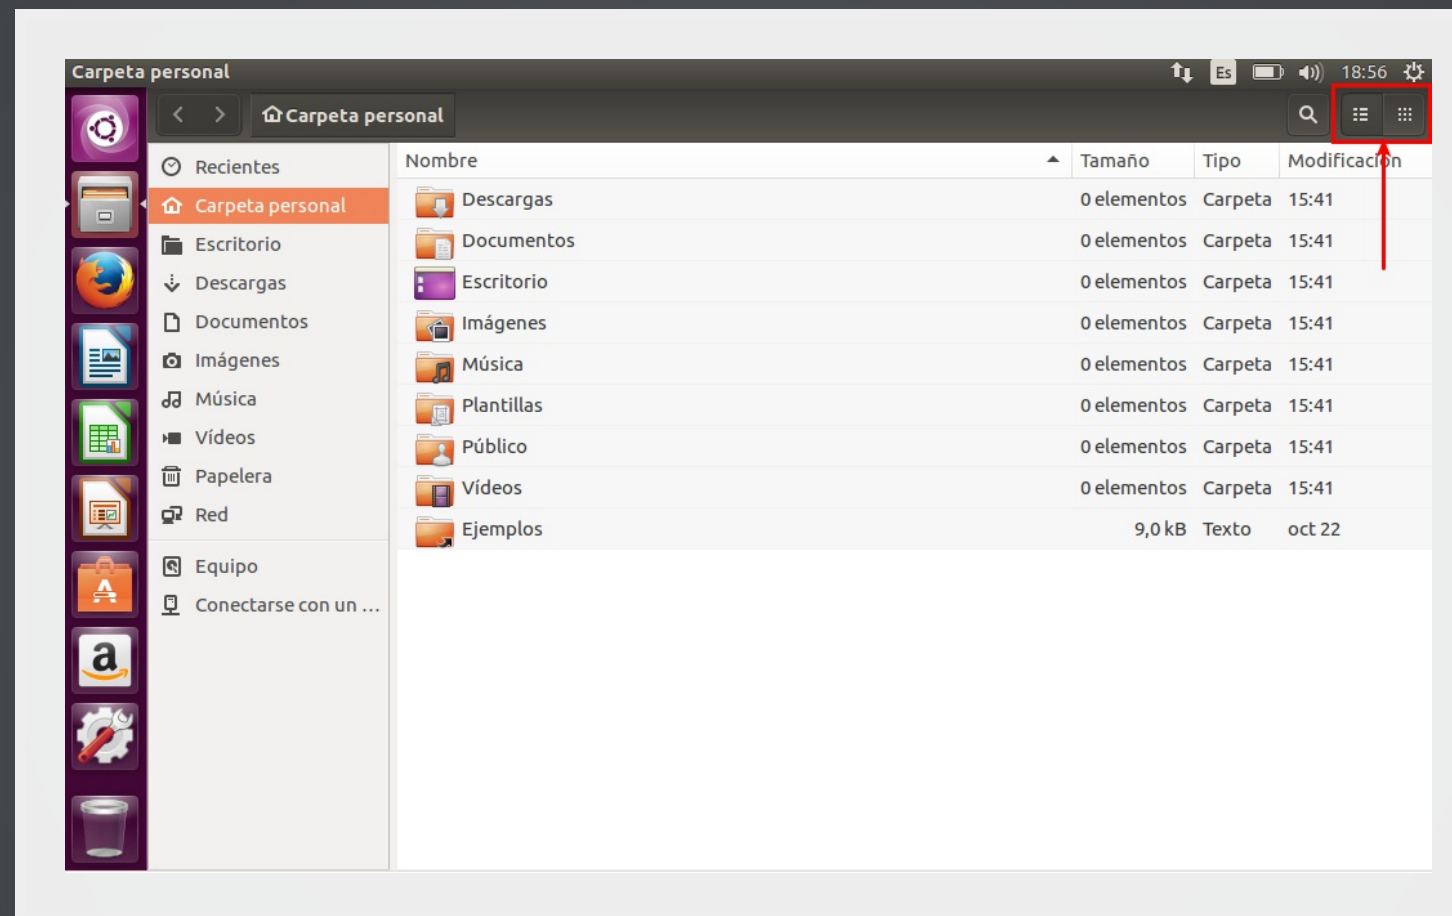 Carpeta personal
Es
18:56
Carpeta personal
Recientes
Carpeta personal
Escritorio
Descargas
Documentos
Imágenes
Música
Vídeos
Papelera
Red
Equipo
Conectarse con un ...
Nombre Tamaño Tipo Modificación
Descargas 0 elementos Carpeta 15:41
Documentos 0 elementos Carpeta 15:41
Escritorio 0 elementos Carpeta 15:41
Imágenes 0 elementos Carpeta 15:41
Música 0 elementos Carpeta 15:41
Plantillas 0 elementos Carpeta 15:41
Público 0 elementos Carpeta 15:41
Vídeos 0 elementos Carpeta 15:41
Ejemplos 9,0 kB Texto oct 22
a